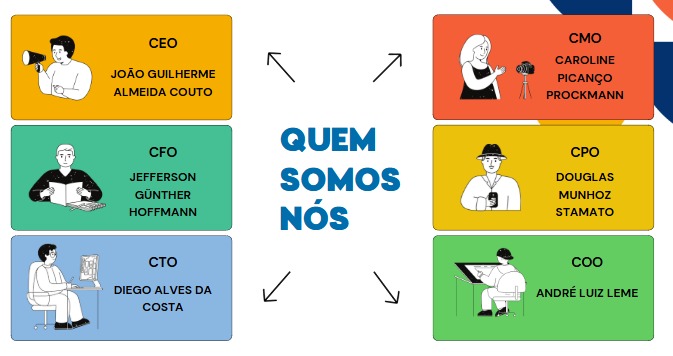 CEO
JOÃO GUILHERME
ALMEIDA COUTO
CFO
JEFFERSON
GÜNTHER
HOFFMANN
CTO
DIEGO ALVES DA
COSTA
QUEM
SOMOS
NÓS
CMO
CAROLINE
PICANÇO
PROCKMANN
CPO
DOUGLAS
MUNHOZ
STAMATO
COO
ANDRÉ LUIZ LEME